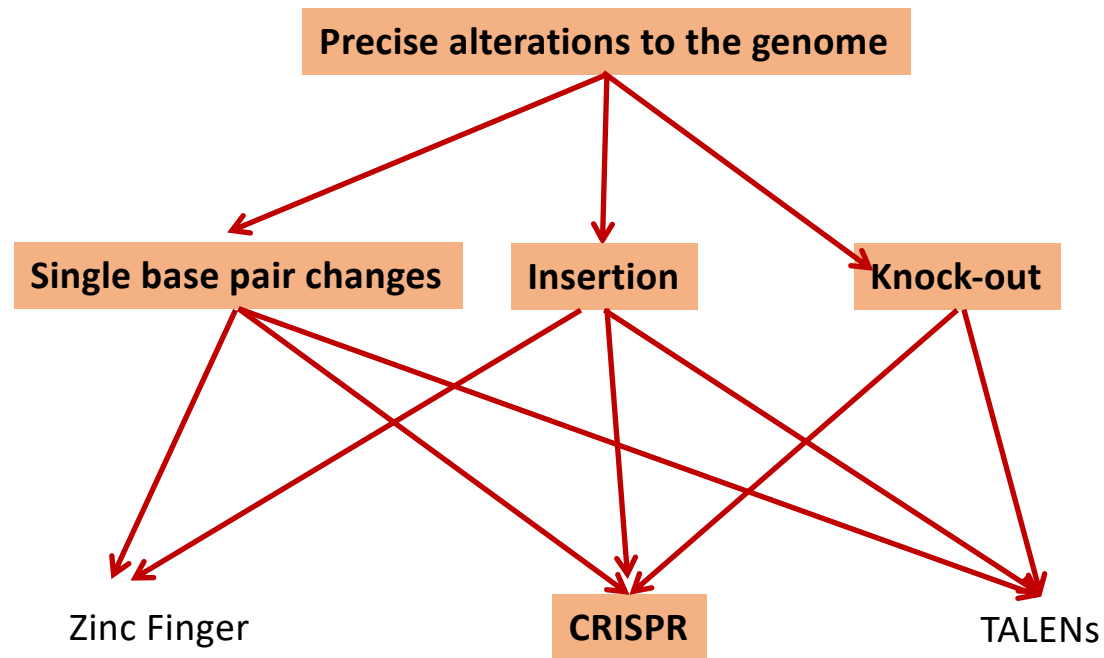 Precise alterations to the genome
Single base pair changes
Insertion
Knock-out
Zinc Finger
CRISPR
TALENs